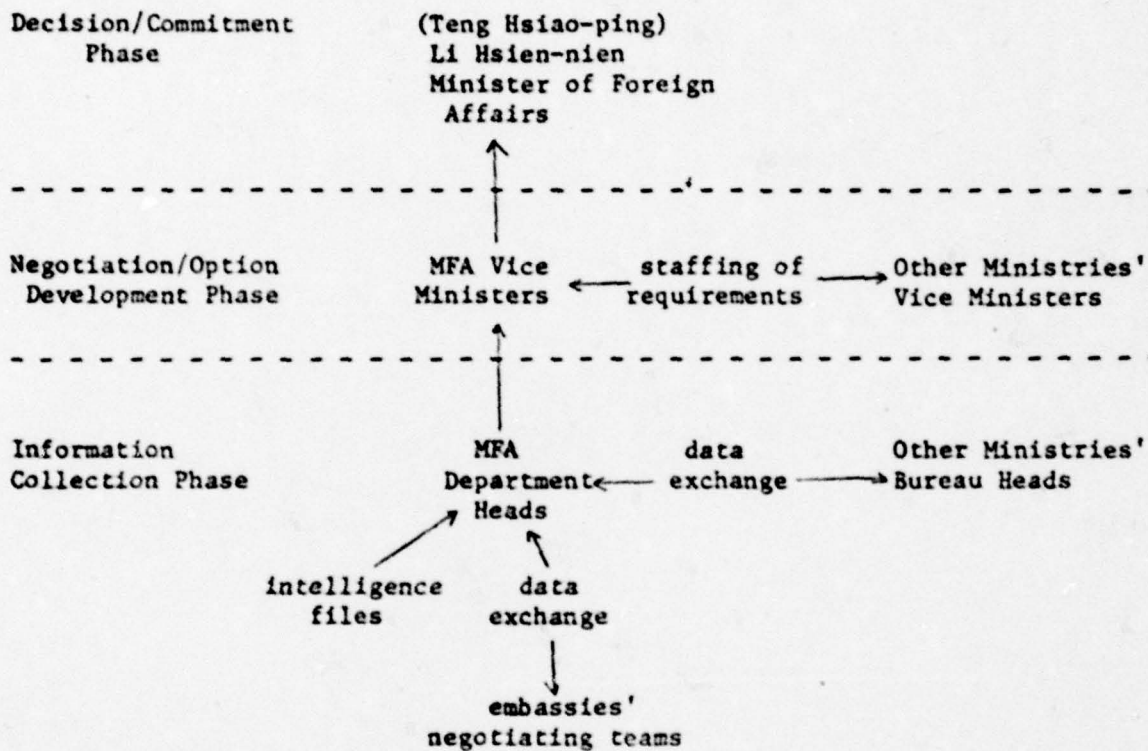 Decision/Commitment
Phase
(Teng Hsiao-ping)
Li Hsien-nien
Minister of Foreign
Affairs
Negotiation/Option
Development Phase
MFA Vice
Ministers
staffing of
requirements
Other Ministries'
Vice Ministers
Information
Collection Phase
MFA
Department
Heads
data
exchange
Other Ministries'
Bureau Heads
intelligence
files
data
exchange
embassies'
negotiating teams